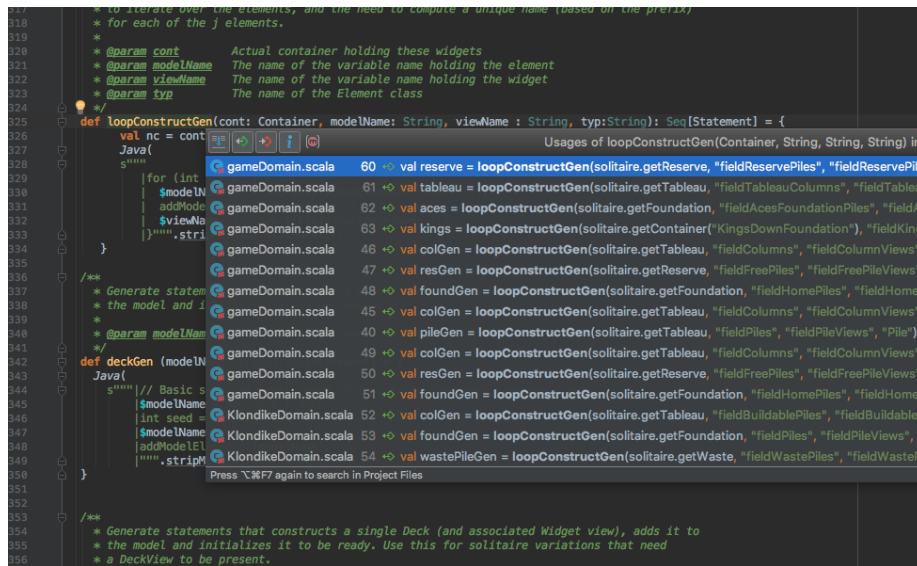 317 * to iterate over the elements, and the need to compute a unique name (based on the prefix)
318 * for each of the j elements.
319 *
320 * @param cont Actual container holding these widgets
321 * @param modelName The name of the variable name holding the element
322 * @param viewName The name of the variable name holding the widget
323 * @param typ The name of the Element class
324 */
325 def loopConstructGen(cont: Container, modelName: String, viewName : String, typ:String): Seq[Statement] = {
326 val nc = cont
Usages of loopConstructGen(Container, String, String, String) i
327 Java(
328 s"""
329 |for (int
330 | $modelN
331 | addMode
332 | $viewNa
333 |}""".stri
334 }
335
336 /**
337 * Generate statem
338 * the model and i
339 *
340 * @param modelNam
341 */
342 def deckGen (modelN
343 Java(
344 s"""|// Basic s
345 |$modelName
346 |int seed =
347 |$modelName
348 |addModelEl
349 |""".stripM
350 }
gameDomain.scala 60 val reserve = loopConstructGen(solitaire.getReserve, "fieldReservePiles", "fieldReservePil
gameDomain.scala 61 val tableau = loopConstructGen(solitaire.getTableau, "fieldTableauColumns", "fieldTablea
gameDomain.scala 62 val aces = loopConstructGen(solitaire.getFoundation, "fieldAcesFoundationPiles", "fieldA
gameDomain.scala 63 val kings = loopConstructGen(solitaire.getContainer("KingsDownFoundation"), "fieldKin
gameDomain.scala 46 val colGen = loopConstructGen(solitaire.getTableau, "fieldColumns", "fieldColumnViews
gameDomain.scala 47 val resGen = loopConstructGen(solitaire.getReserve, "fieldFreePiles", "fieldFreePileViews
gameDomain.scala 48 val foundGen = loopConstructGen(solitaire.getFoundation, "fieldHomePiles", "fieldHome
gameDomain.scala 45 val colGen = loopConstructGen(solitaire.getTableau, "fieldColumns", "fieldColumnViews
gameDomain.scala 40 val pileGen = loopConstructGen(solitaire.getTableau, "fieldPiles", "fieldPileViews", "Pile")
gameDomain.scala 49 val colGen = loopConstructGen(solitaire.getTableau, "fieldColumns", "fieldColumnViews
gameDomain.scala 50 val resGen = loopConstructGen(solitaire.getReserve, "fieldFreePiles", "fieldFreePileViews
gameDomain.scala 51 val foundGen = loopConstructGen(solitaire.getFoundation, "fieldHomePiles", "fieldHome
KlondikeDomain.scala 52 val colGen = loopConstructGen(solitaire.getTableau, "fieldBuildablePiles", "fieldBuildable
KlondikeDomain.scala 53 val foundGen = loopConstructGen(solitaire.getFoundation, "fieldPiles", "fieldPileViews",
KlondikeDomain.scala 54 val wastePileGen = loopConstructGen(solitaire.getWaste, "fieldWastePiles", "fieldWasteP
Press ⌥⌘F7 again to search in Project Files
351
352
353 /**
354 * Generate statements that constructs a single Deck (and associated Widget view), adds it to
355 * the model and initializes it to be ready. Use this for solitaire variations that need
356 * a DeckView to be present.